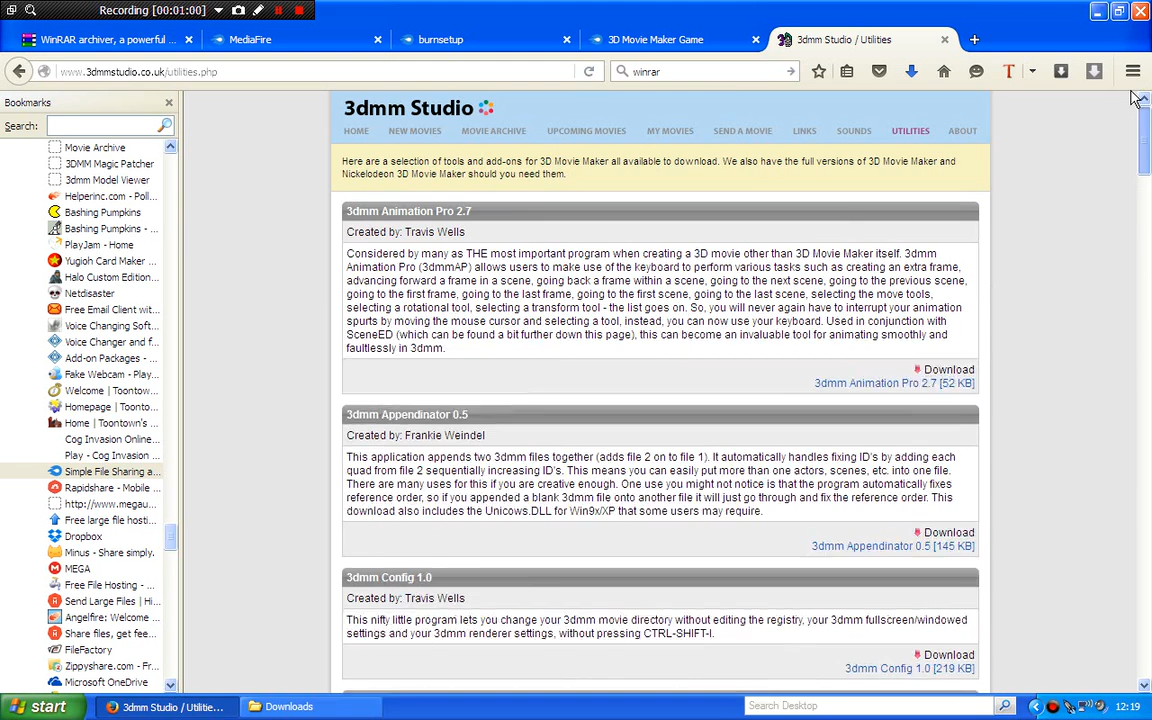 Recording [00:01:00]
WinRAR archiver, a powerful ...
MediaFire
burnsetup
3D Movie Maker Game
3dmm Studio / Utilities
www.3dmmstudio.co.uk/utilities.php
winrar
Bookmarks
Search:
Movie Archive
3DMM Magic Patcher
3dmm Model Viewer
Helperinc.com - Poll...
Bashing Pumpkins
Bashing Pumpkins - ...
PlayJam - Home
Yugioh Card Maker ...
Halo Custom Edition...
Netdisaster
Free Email Client wit...
Voice Changing Soft...
Voice Changer and f...
Add-on Packages - ...
Fake Webcam - Play...
Welcome | Toontow...
Homepage | Toonto...
Home | Toontown's ...
Cog Invasion Online...
Play - Cog Invasion ...
Simple File Sharing a...
Rapidshare - Mobile ...
http://www.megau...
Free large file hosti...
Dropbox
Minus - Share simply.
MEGA
Free File Hosting - ...
Send Large Files | Hi...
Angelfire: Welcome ...
Share files, get fee...
FileFactory
Zippyshare.com - Fr...
Microsoft OneDrive
3dmm Studio
HOME NEW MOVIES MOVIE ARCHIVE UPCOMING MOVIES MY MOVIES SEND A MOVIE LINKS SOUNDS UTILITIES ABOUT
Here are a selection of tools and add-ons for 3D Movie Maker all available to download. We also have the full versions of 3D Movie Maker and
Nickelodeon 3D Movie Maker should you need them.
3dmm Animation Pro 2.7
Created by: Travis Wells
Considered by many as THE most important program when creating a 3D movie other than 3D Movie Maker itself. 3dmm
Animation Pro (3dmmAP) allows users to make use of the keyboard to perform various tasks such as creating an extra frame,
advancing forward a frame in a scene, going back a frame within a scene, going to the next scene, going to the previous scene,
going to the first frame, going to the last frame, going to the first scene, going to the last scene, selecting the move tools,
selecting a rotational tool, selecting a transform tool - the list goes on. So, you will never again have to interrupt your animation
spurts by moving the mouse cursor and selecting a tool, instead, you can now use your keyboard. Used in conjunction with
SceneED (which can be found a bit further down this page), this can become an invaluable tool for animating smoothly and
faultlessly in 3dmm.
Download
3dmm Animation Pro 2.7 [52 KB]
3dmm Appendinator 0.5
Created by: Frankie Weindel
This application appends two 3dmm files together (adds file 2 on to file 1). It automatically handles fixing ID's by adding each
quad from file 2 sequentially increasing ID's. This means you can easily put more than one actors, scenes, etc. into one file.
There are many uses for this if you are creative enough. One use you might not notice is that the program automatically fixes
reference order, so if you appended a blank 3dmm file onto another file it will just go through and fix the reference order. This
download also includes the Unicows.DLL for Win9x/XP that some users may require.
Download
3dmm Appendinator 0.5 [145 KB]
3dmm Config 1.0
Created by: Travis Wells
This nifty little program lets you change your 3dmm movie directory without editing the registry, your 3dmm fullscreen/windowed
settings and your 3dmm renderer settings, without pressing CTRL-SHIFT-I.
Download
3dmm Config 1.0 [219 KB]
start
3dmm Studio / Utilitie...
Downloads
Search Desktop
12:19